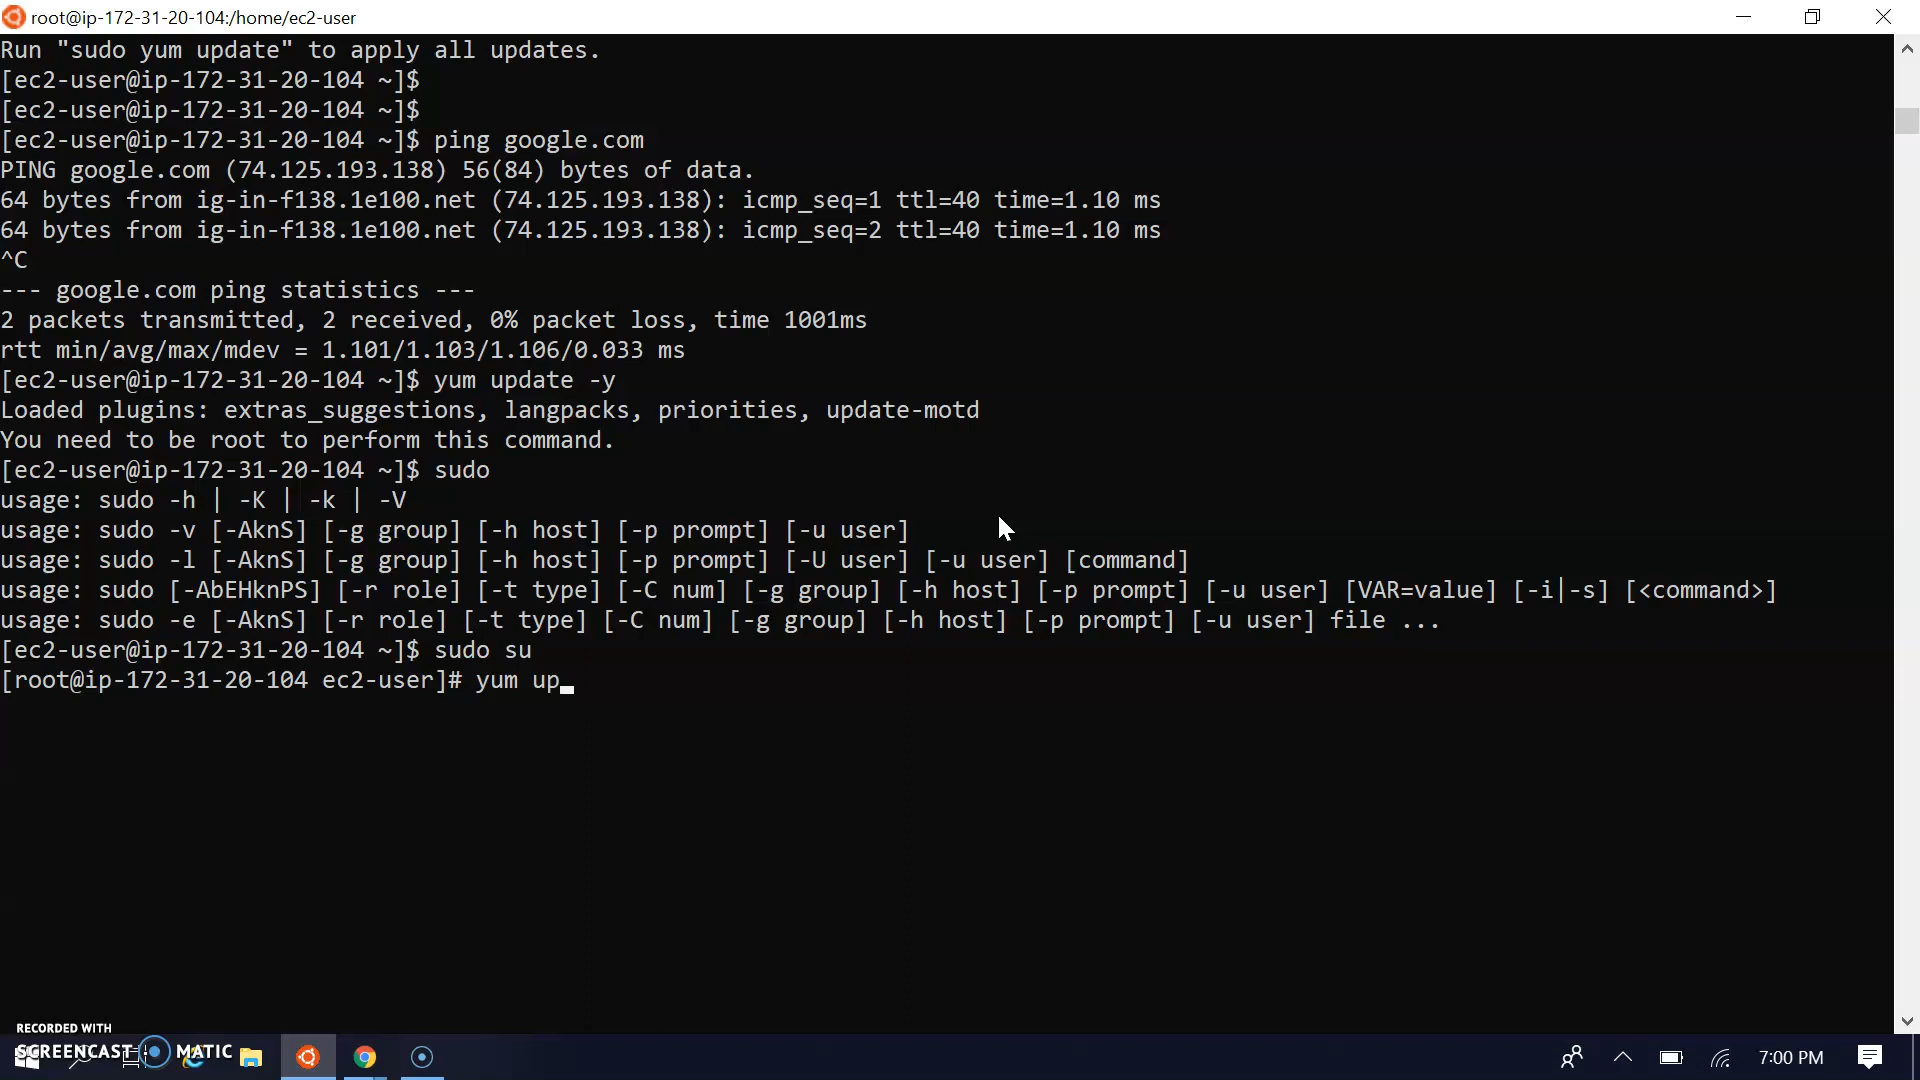 root@ip-172-31-20-104:/home/ec2-user
Run "sudo yum update" to apply all updates.
[ec2-user@ip-172-31-20-104 ~]$
[ec2-user@ip-172-31-20-104 ~]$
[ec2-user@ip-172-31-20-104 ~]$ ping google.com
PING google.com (74.125.193.138) 56(84) bytes of data.
64 bytes from ig-in-f138.1e100.net (74.125.193.138): icmp_seq=1 ttl=40 time=1.10 ms
64 bytes from ig-in-f138.1e100.net (74.125.193.138): icmp_seq=2 ttl=40 time=1.10 ms
^C
--- google.com ping statistics ---
2 packets transmitted, 2 received, 0% packet loss, time 1001ms
rtt min/avg/max/mdev = 1.101/1.103/1.106/0.033 ms
[ec2-user@ip-172-31-20-104 ~]$ yum update -y
Loaded plugins: extras_suggestions, langpacks, priorities, update-motd
You need to be root to perform this command.
[ec2-user@ip-172-31-20-104 ~]$ sudo
usage: sudo -h | -K | -k | -V
usage: sudo -v [-AknS] [-g group] [-h host] [-p prompt] [-u user]
usage: sudo -l [-AknS] [-g group] [-h host] [-p prompt] [-U user] [-u user] [command]
usage: sudo [-AbEHknPS] [-r role] [-t type] [-C num] [-g group] [-h host] [-p prompt] [-u user] [VAR=value] [-i|-s] [<command>]
usage: sudo -e [-AknS] [-r role] [-t type] [-C num] [-g group] [-h host] [-p prompt] [-u user] file ...
[ec2-user@ip-172-31-20-104 ~]$ sudo su
[root@ip-172-31-20-104 ec2-user]# yum up
RECORDED WITH
SCREENCAST MATIC
7:00 PM